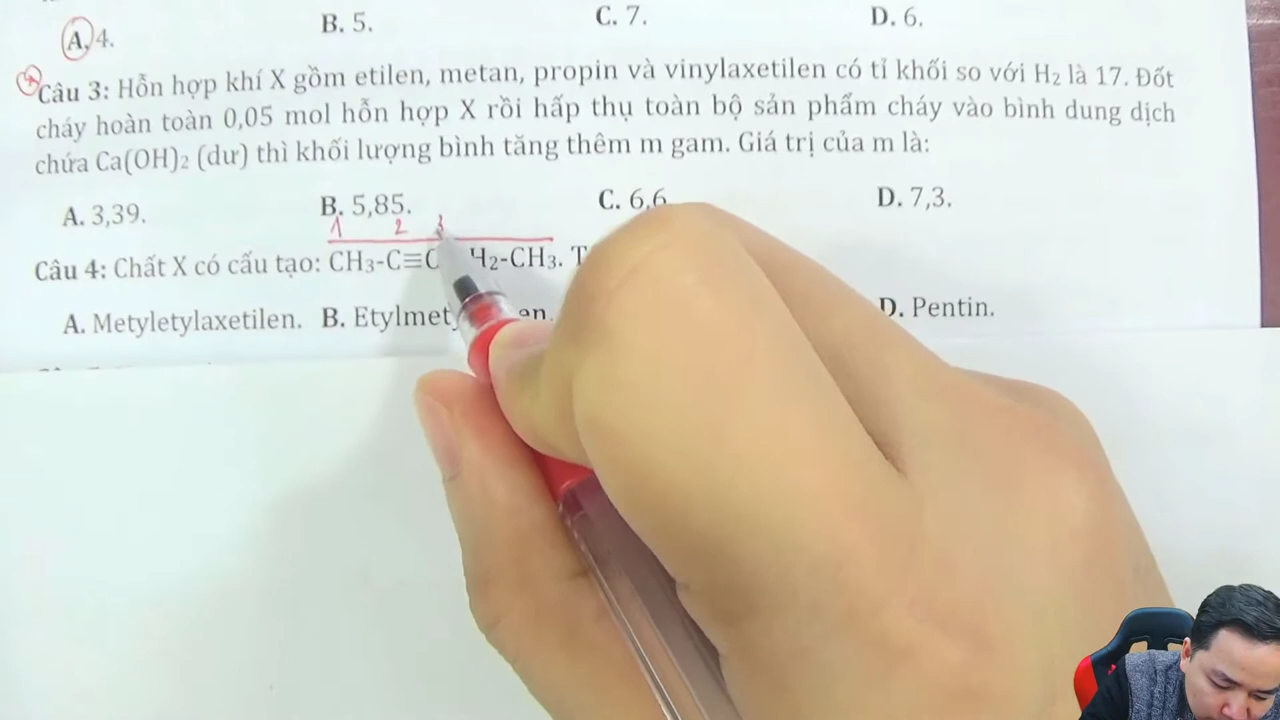 A. 4.	B. 5.	C. 7.	D. 6.
Câu 3: Hỗn hợp khí X gồm etilen, metan, propin và vinylaxetilen có tỉ khối so với H₂ là 17. Đốt
cháy hoàn toàn 0,05 mol hỗn hợp X rồi hấp thụ toàn bộ sản phẩm cháy vào bình dung dịch
chứa Ca(OH)₂ (dư) thì khối lượng bình tăng thêm m gam. Giá trị của m là:
A. 3,39.	B. 5,85.	C. 6,6	D. 7,3.
1 2 3
Câu 4: Chất X có cấu tạo: CH₃-C≡C H₂-CH₃. T
A. Metyletylaxetilen.	B. Etylmet en.	D. Pentin.